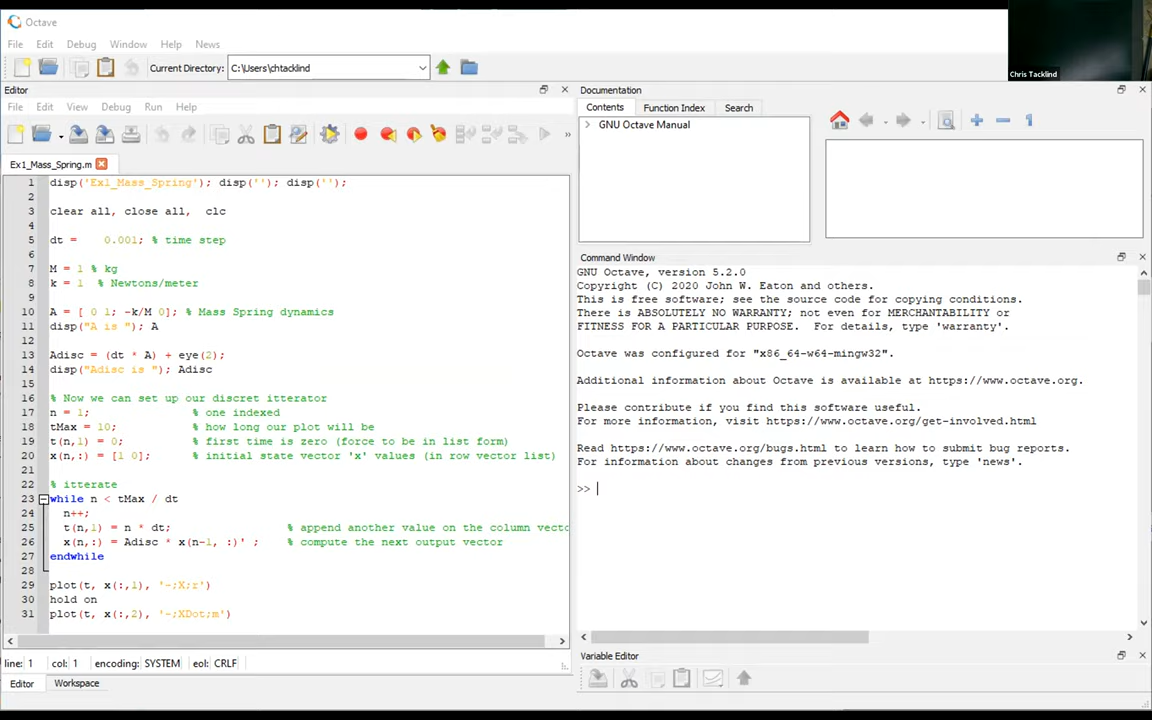 Octave
File Edit Debug Window Help News
Current Directory: C:\Users\chtacklind
Chris Tacklind
Editor
File Edit View Debug Run Help
Ex1_Mass_Spring.m
1 disp('Ex1_Mass_Spring'); disp(''); disp('');
2
3 clear all, close all, clc
4
5 dt = 0.001; % time step
6
7 M = 1 % kg
8 k = 1 % Newtons/meter
9
10 A = [ 0 1; -k/M 0]; % Mass Spring dynamics
11 disp("A is "); A
12
13 Adisc = (dt * A) + eye(2);
14 disp("Adisc is "); Adisc
15
16 % Now we can set up our discret itterator
17 n = 1; % one indexed
18 tMax = 10; % how long our plot will be
19 t(n,1) = 0; % first time is zero (force to be in list form)
20 x(n,:) = [1 0]; % initial state vector 'x' values (in row vector list)
21
22 % itterate
23 while n < tMax / dt
24 n++;
25 t(n,1) = n * dt; % append another value on the column vecto
26 x(n,:) = Adisc * x(n-1, :)' ; % compute the next output vector
27 endwhile
28
29 plot(t, x(:,1), '-;X;r')
30 hold on
31 plot(t, x(:,2), '-;XDot;m')
line: 1 col: 1 encoding: SYSTEM eol: CRLF
Editor Workspace
Documentation
Contents Function Index Search
GNU Octave Manual
Command Window
GNU Octave, version 5.2.0
Copyright (C) 2020 John W. Eaton and others.
This is free software; see the source code for copying conditions.
There is ABSOLUTELY NO WARRANTY; not even for MERCHANTABILITY or
FITNESS FOR A PARTICULAR PURPOSE. For details, type 'warranty'.
Octave was configured for "x86_64-w64-mingw32".
Additional information about Octave is available at https://www.octave.org.
Please contribute if you find this software useful.
For more information, visit https://www.octave.org/get-involved.html
Read https://www.octave.org/bugs.html to learn how to submit bug reports.
For information about changes from previous versions, type 'news'.
>>
Variable Editor